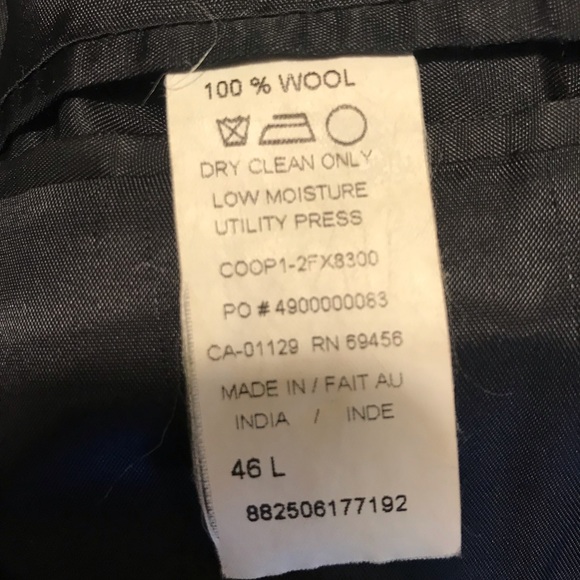 100 % WOOL
DRY CLEAN ONLY
LOW MOISTURE
UTILITY PRESS
COOP1-2FX8300
PO # 4900000083
CA-01129 RN 69456
MADE IN / FAIT AU
INDIA / INDE
46 L
882506177192